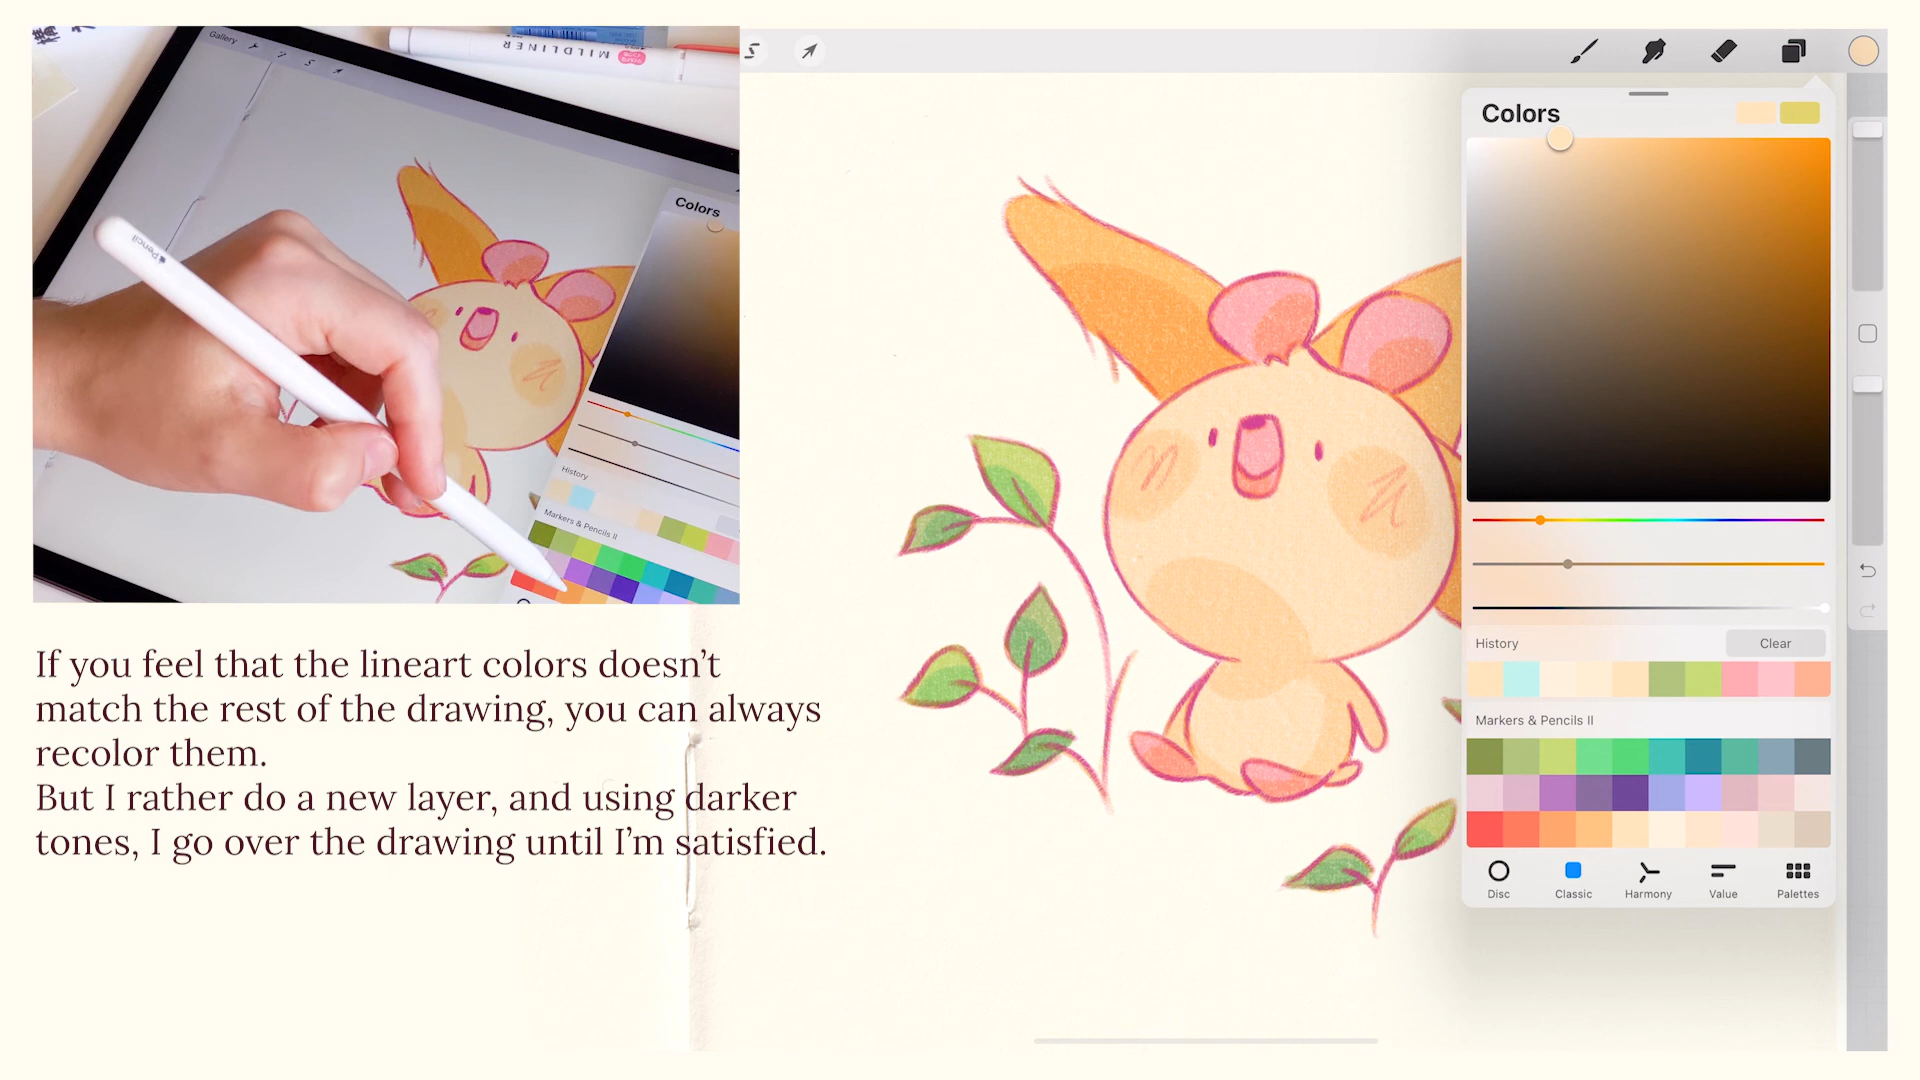 Gallery
MILDLINER
Pencil
Colors
History
Markers & Pencils II
Colors
History
Clear
Markers & Pencils II
Disc
Classic
Harmony
Value
Palettes
If you feel that the lineart colors doesn't
match the rest of the drawing, you can always
recolor them.
But I rather do a new layer, and using darker
tones, I go over the drawing until I'm satisfied.